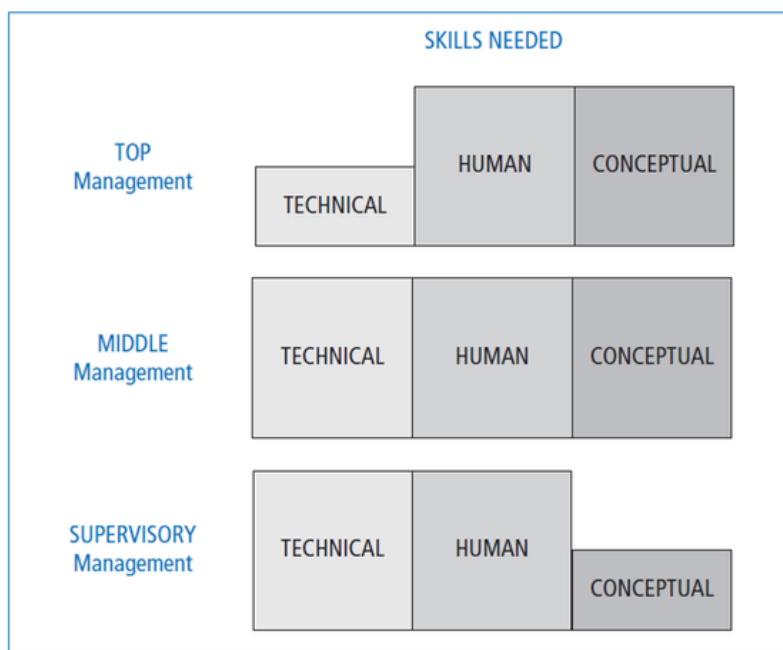 SKILLS NEEDED
TOP
Management
TECHNICAL
HUMAN
CONCEPTUAL
MIDDLE
Management
TECHNICAL
HUMAN
CONCEPTUAL
SUPERVISORY
Management
TECHNICAL
HUMAN
CONCEPTUAL